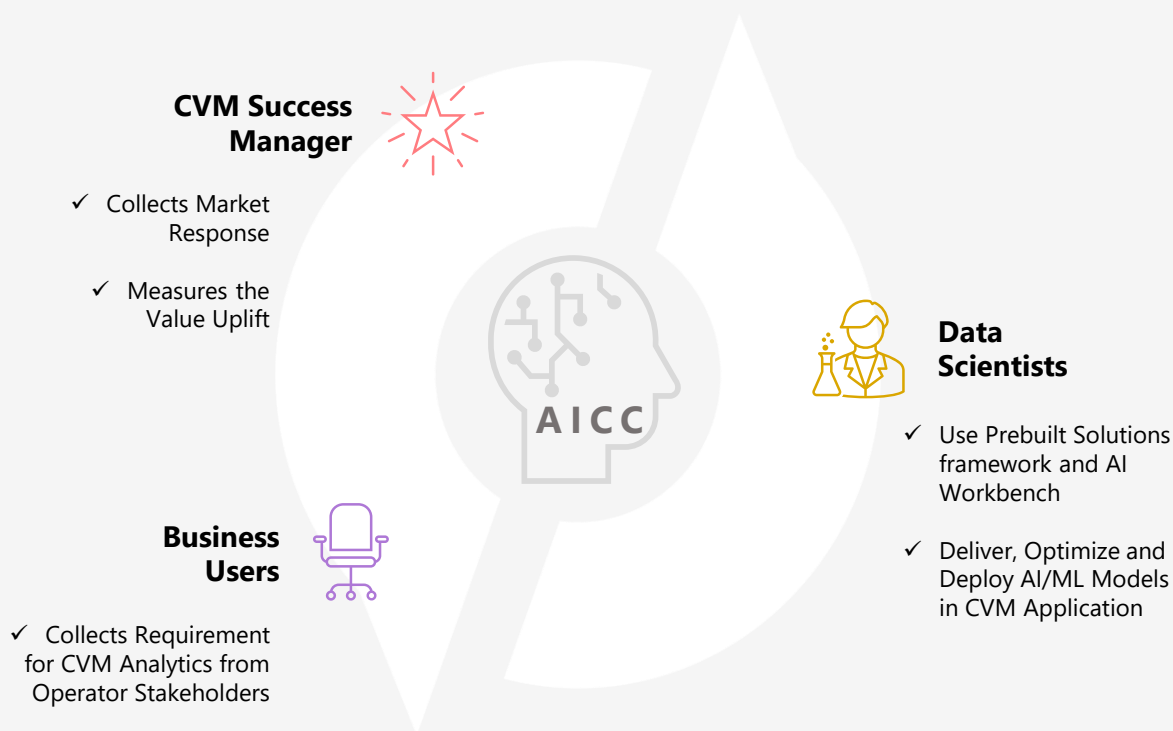 CVM Success
Manager
✓ Collects Market
Response
✓ Measures the
Value Uplift
AICC
Data
Scientists
✓ Use Prebuilt Solutions
framework and AI
Workbench
✓ Deliver, Optimize and
Deploy AI/ML Models
in CVM Application
Business
Users
✓ Collects Requirement
for CVM Analytics from
Operator Stakeholders